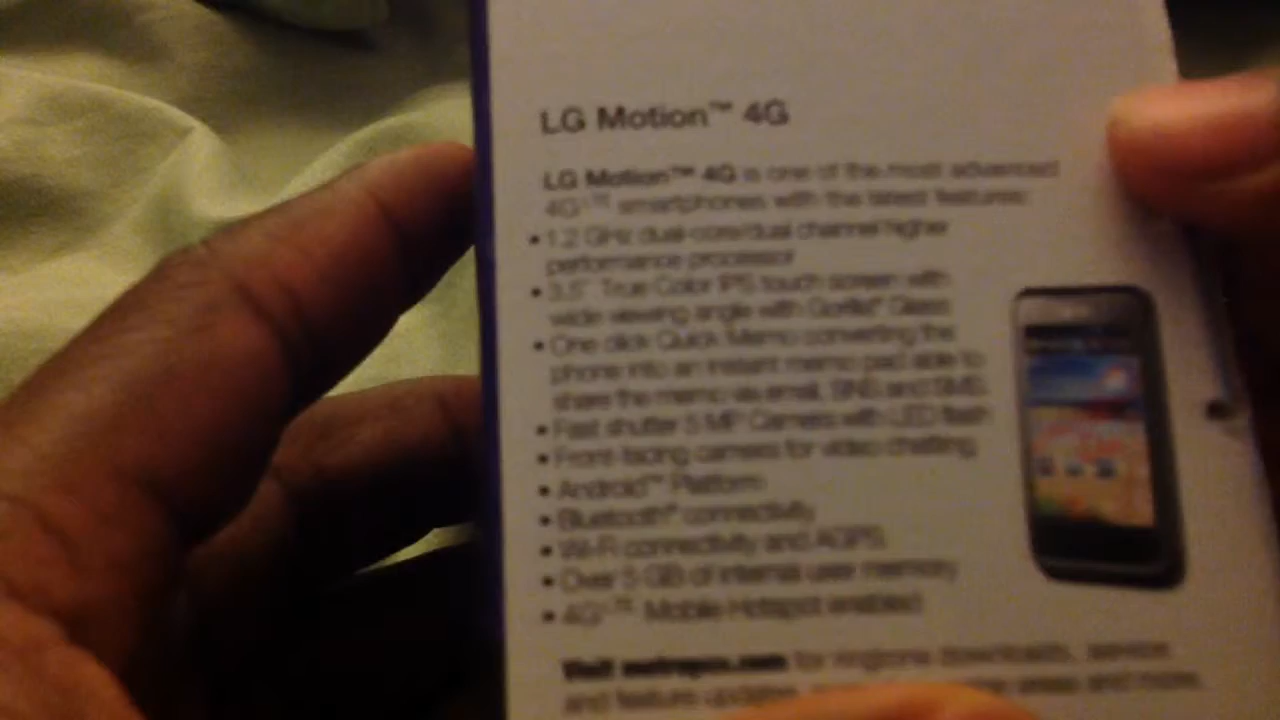 LG Motion™ 4G
LG Motion™ 4G is one of the most advanced
4G LTE smartphones with the latest features:
• 1.2 GHz dual-core/dual channel higher
performance processor
• 3.5" True Color IPS touch screen with
wide viewing angle with Gorilla® Glass
• One click Quick Memo converting the
phone into an instant memo pad able to
share the memo via email, SNS and SMS
• Fast shutter 5 MP Camera with LED flash
• Front-facing camera for video chatting
• Android™ Platform
• Bluetooth® connectivity
• Wi-Fi connectivity and AGPS
• Over 5 GB of internal user memory
• 4G LTE Mobile Hotspot enabled
Visit metropcs.com for ringtone downloads, service
and feature updates, areas and more.